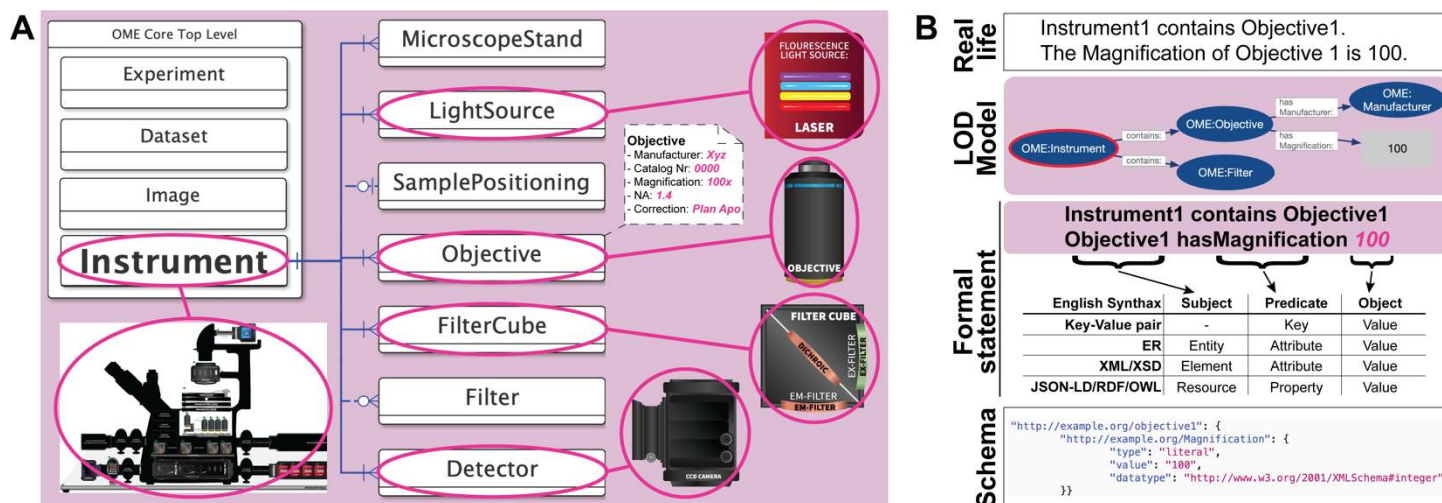 A
OME Core Top Level
Experiment
Dataset
Image
Instrument
MicroscopeStand
LightSource
SamplePositioning
Objective
FilterCube
Filter
Detector
Objective
- Manufacturer: Xyz
- Catalog Nr: 0000
- Magnification: 100x
- NA: 1.4
- Correction: Plan Apo
FLOURESCENCE
LIGHT SOURCE:
LASER
OBJECTIVE
FILTER CUBE
DICHROIC
EX-FILTER
EX-FILTER
EM-FILTER
EM-FILTER
CCD CAMERA
B
Real life
Instrument1 contains Objective1.
The Magnification of Objective 1 is 100.
LOD Model
OME:Instrument
contains:
contains:
OME:Objective
OME:Filter
has Manufacturer:
has Magnification:
OME: Manufacturer
100
Formal statement
Instrument1 contains Objective1
Objective1 hasMagnification 100
English Synthax Subject Predicate Object
Key-Value pair - Key Value
ER Entity Attribute Value
XML/XSD Element Attribute Value
JSON-LD/RDF/OWL Resource Property Value
Schema
"http://example.org/objective1": {
"http://example.org/Magnification": {
"type": "literal",
"value": "100",
"datatype": "http://www.w3.org/2001/XMLSchema#integer"
}}